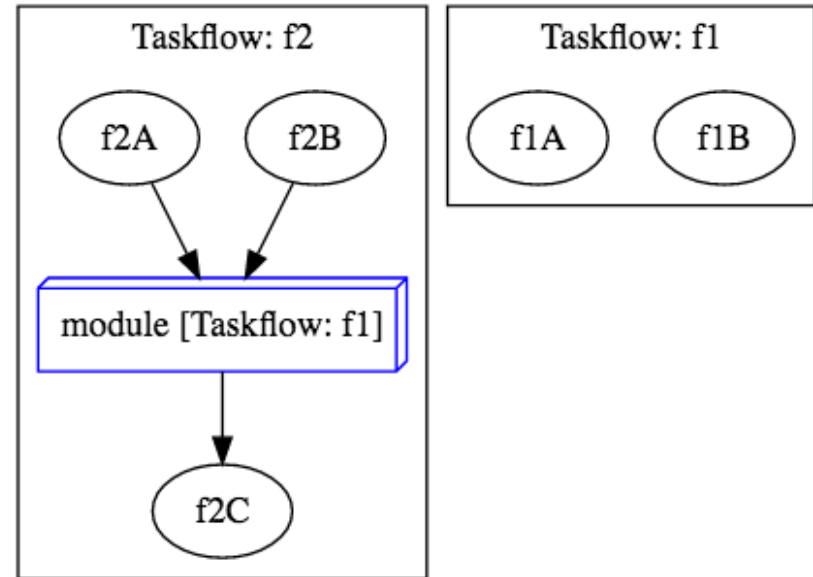 Taskflow: f2
f2A
f2B
module [Taskflow: f1]
f2C
Taskflow: f1
f1A
f1B